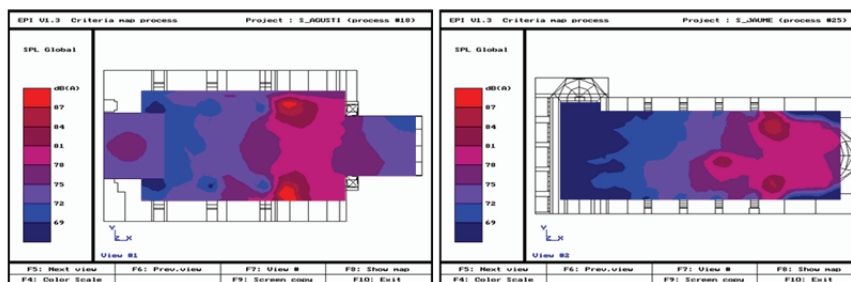 EPI V1.3 Criteria map process Project : S_AGUSTI (process #18)
SPL Global
dB(A)
87
84
81
78
75
72
69
Y
Z X
View 01
F5: Next view F6: Prev.view F7: View # F8: Show map
F4: Color Scale F9: Screen copy F10: Exit
EPI V1.3 Criteria map process Project : S_JAUME (process #25)
SPL Global
dB(A)
87
84
81
78
75
72
69
Y
Z X
View 02
F5: Next view F6: Prev.view F7: View # F8: Show map
F4: Color Scale F9: Screen copy F10: Exit